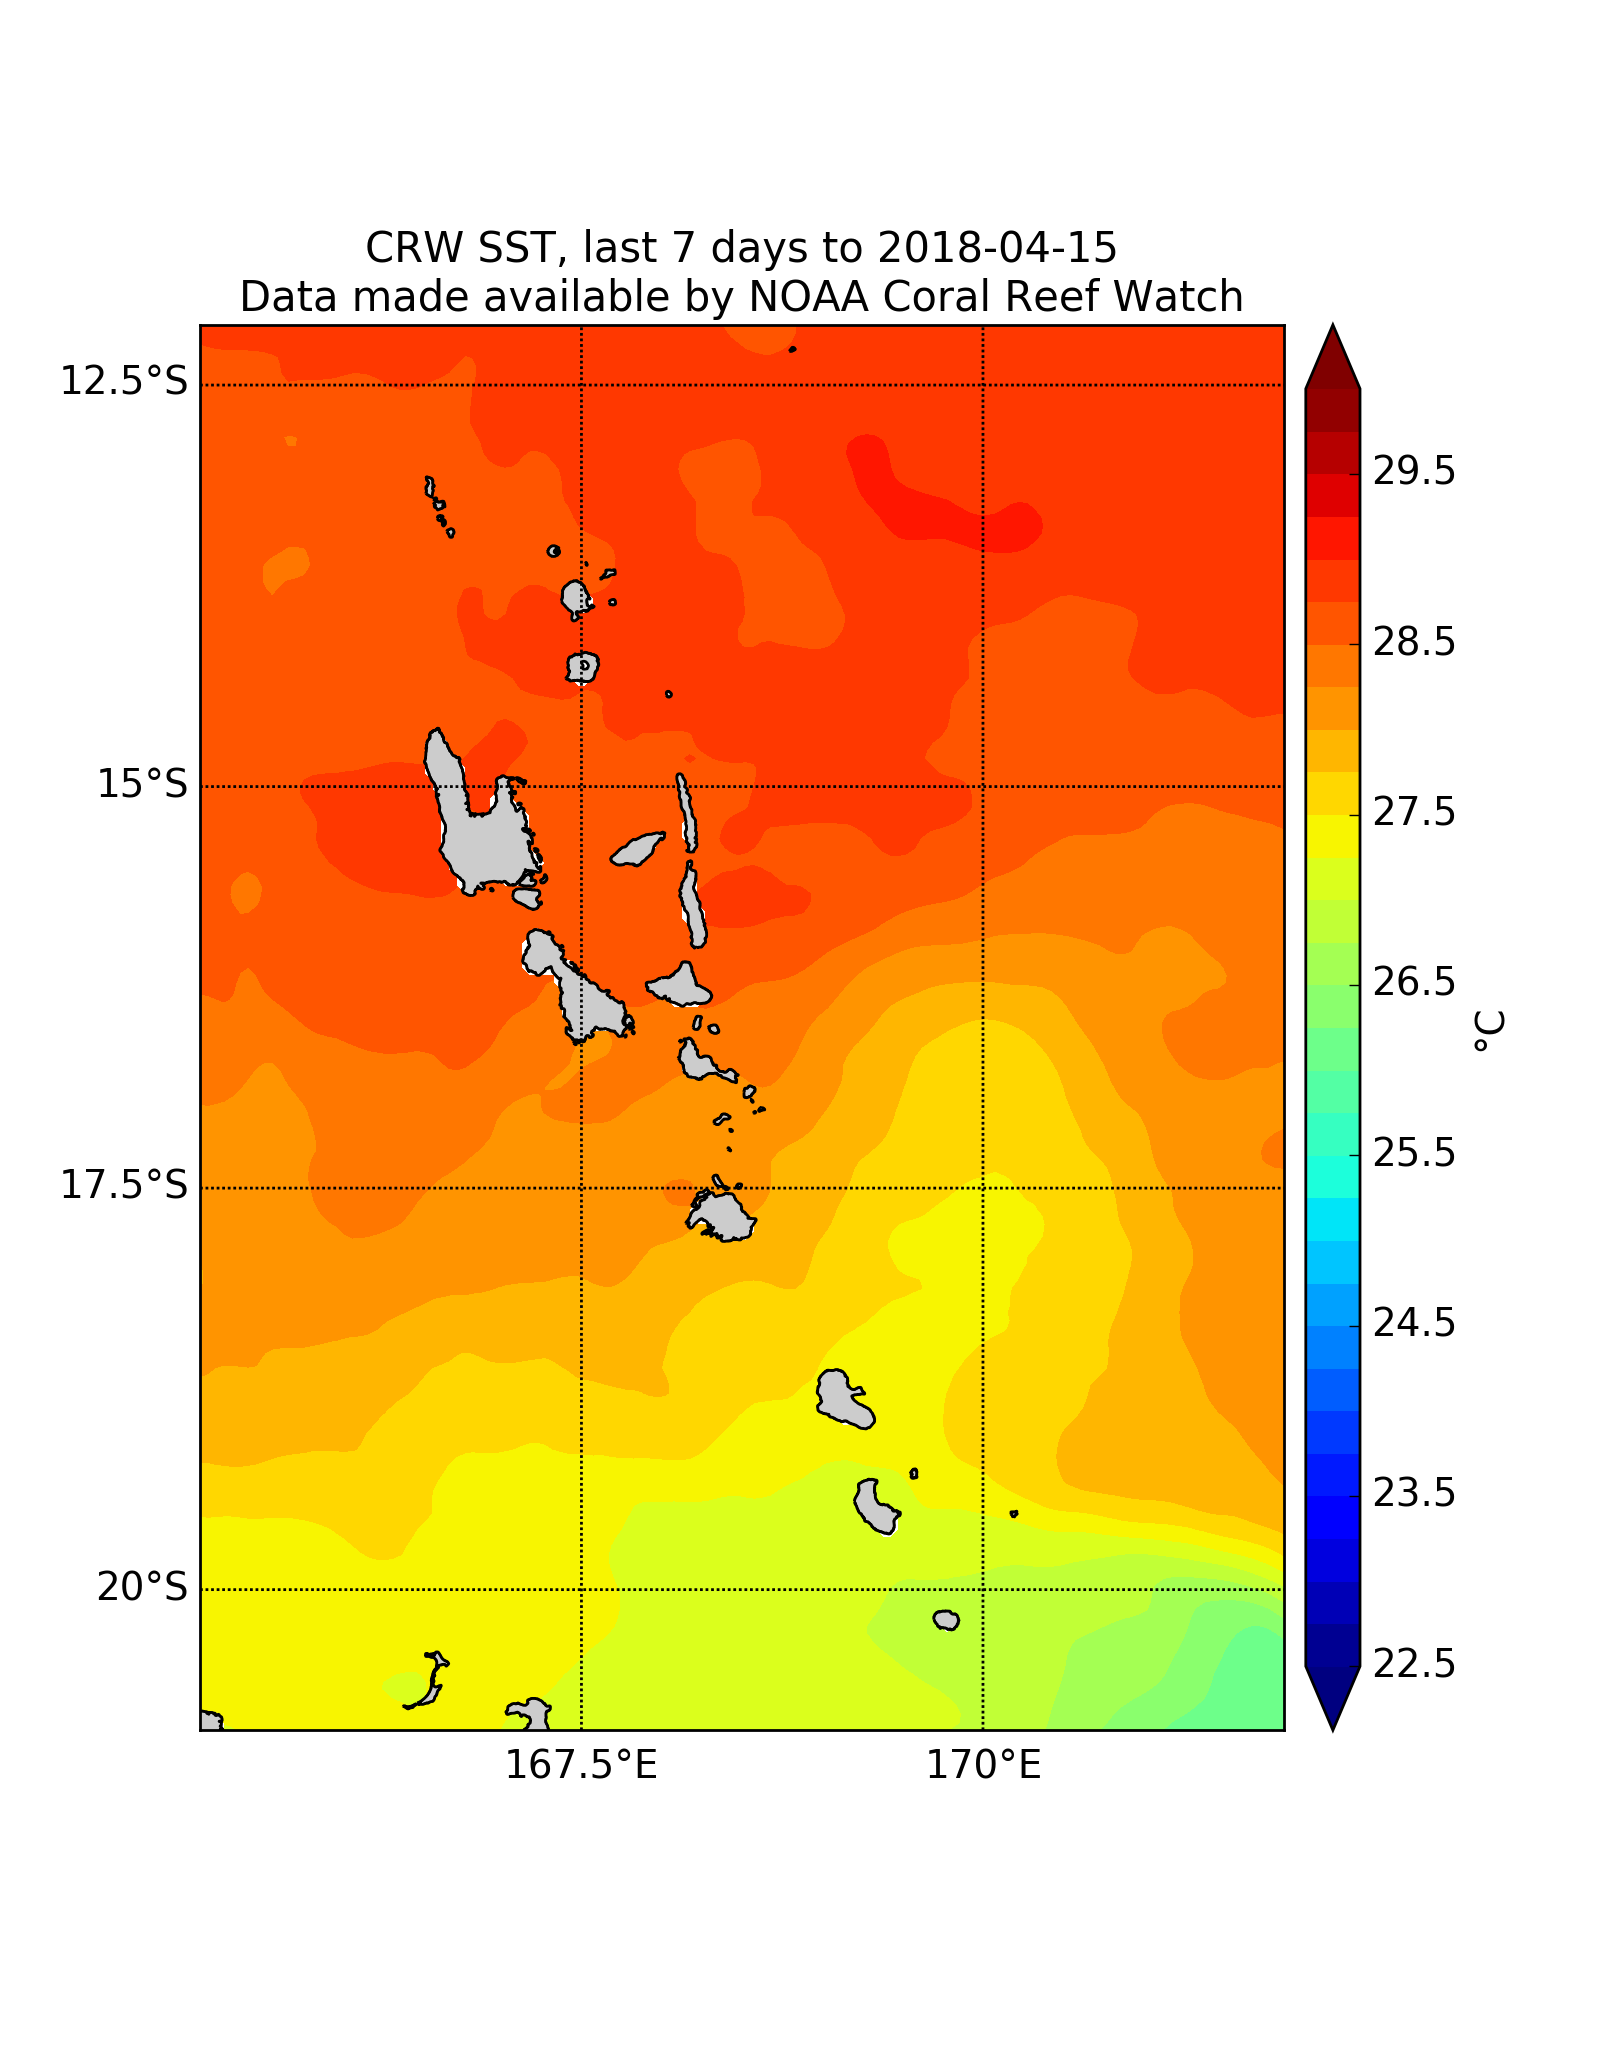 CRW SST, last 7 days to 2018-04-15
Data made available by NOAA Coral Reef Watch
12.5°S
15°S
17.5°S
20°S
167.5°E
170°E
29.5
28.5
27.5
26.5
25.5
24.5
23.5
22.5
°C